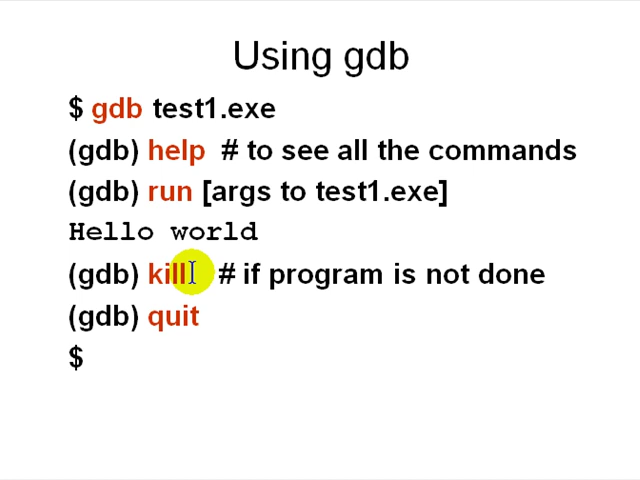 Using gdb
$ gdb test1.exe
(gdb) help # to see all the commands
(gdb) run [args to test1.exe]
Hello world
(gdb) kill # if program is not done
(gdb) quit
$